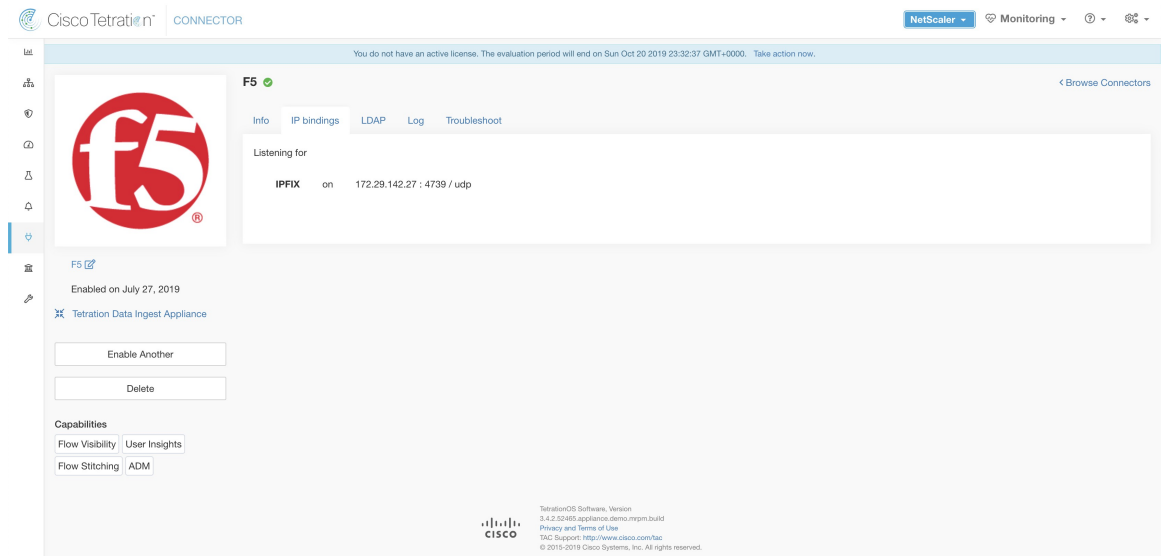 Cisco Tetration™ CONNECTOR NetScaler Monitoring
You do not have an active license. The evaluation period will end on Sun Oct 20 2019 23:32:37 GMT+0000. Take action now.
F5 < Browse Connectors
f5®
Info IP bindings LDAP Log Troubleshoot
Listening for
IPFIX on 172.29.142.27 : 4739 / udp
F5
Enabled on July 27, 2019
Tetration Data Ingest Appliance
Enable Another
Delete
Capabilities
Flow Visibility User Insights
Flow Stitching ADM
CISCO
TetrationOS Software, Version
3.4.2.52465.appliance.demo.mrpm.build
Privacy and Terms of Use
TAC Support: http://www.cisco.com/tac
© 2015-2019 Cisco Systems, Inc. All rights reserved.